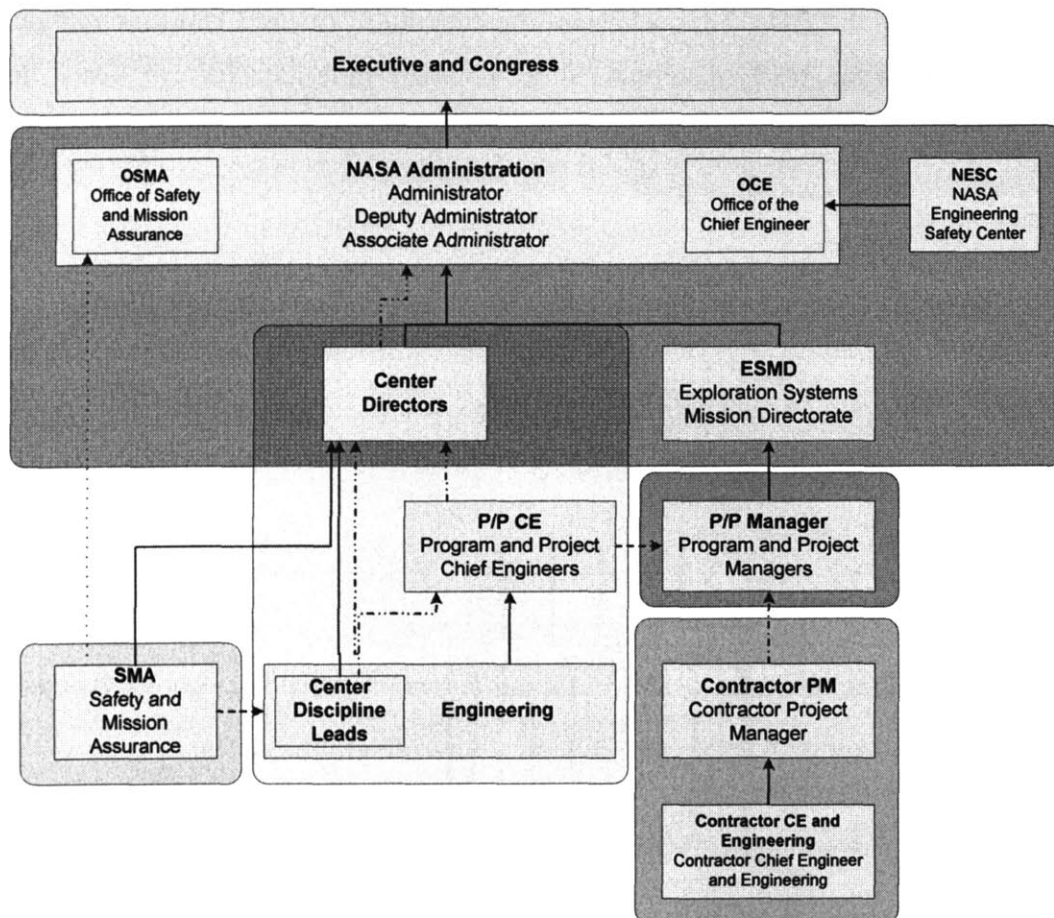 Executive and Congress
OSMA
Office of Safety
and Mission
Assurance
NASA Administration
Administrator
Deputy Administrator
Associate Administrator
OCE
Office of the
Chief Engineer
NESC
NASA
Engineering
Safety Center
Center
Directors
ESMD
Exploration Systems
Mission Directorate
P/P CE
Program and Project
Chief Engineers
P/P Manager
Program and Project
Managers
SMA
Safety and
Mission
Assurance
Center
Discipline
Leads
Engineering
Contractor PM
Contractor Project
Manager
Contractor CE and
Engineering
Contractor Chief Engineer
and Engineering